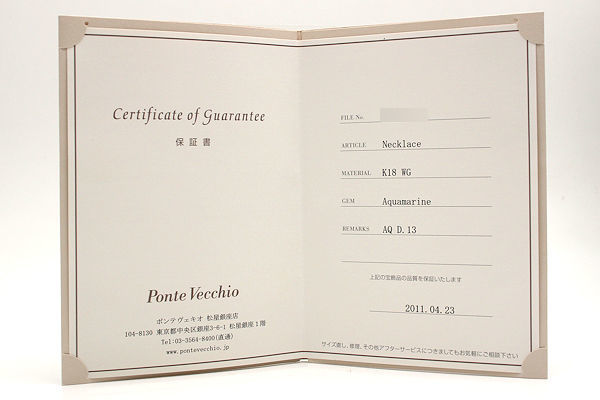 Certificate of Guarantee
保証書
Ponte Vecchio
ポンテヴェキオ 松屋銀座店
104-8130 東京都中央区銀座3-6-1 松屋銀座1階
Tel:03-3564-8400(直通)
www.pontevecchio.jp
FILE No.
ARTICLE Necklace
MATERIAL K18 WG
GEM Aquamarine
REMARKS AQ D.13
上記の宝飾品の品質を保証いたします
2011.04.23
サイズ直し、修理、その他アフターサービスにつきましてもお気軽にご相談下さい